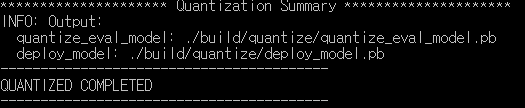 ******************** Quantization Summary ********************
INFO: Output:
quantize_eval_model: ./build/quantize/quantize_eval_model.pb
deploy_model: ./build/quantize/deploy_model.pb
----------------------------------------
QUANTIZED COMPLETED
----------------------------------------